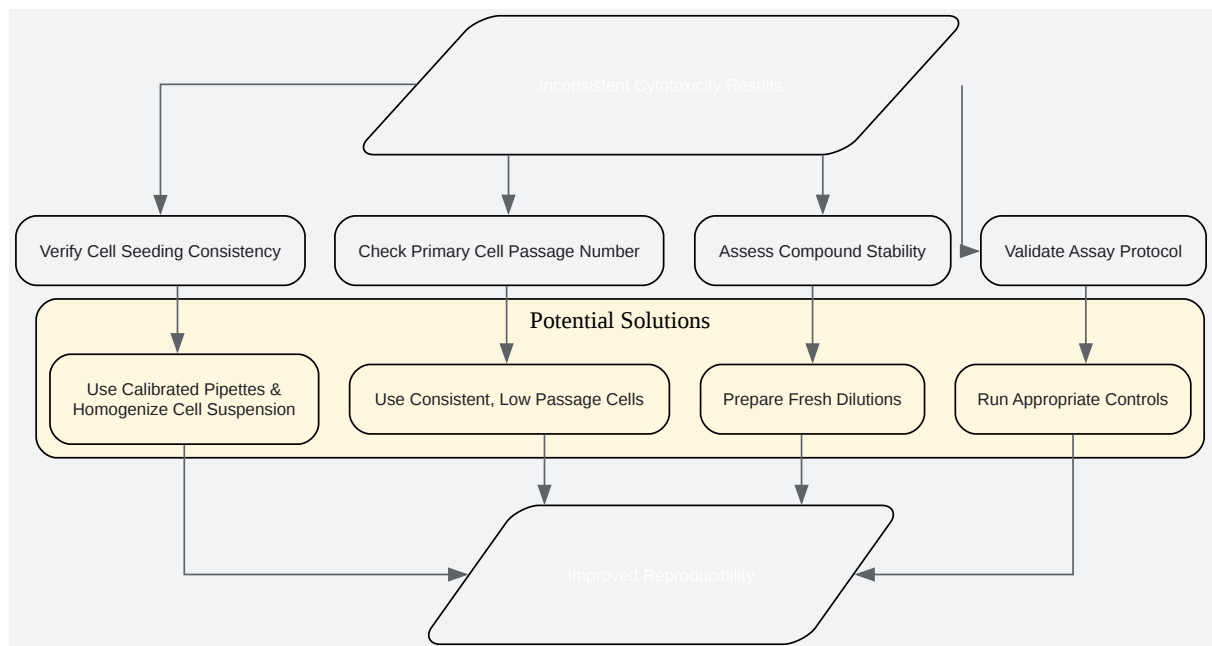 Inconsistent Cytotoxicity Results
Verify Cell Seeding Consistency
Check Primary Cell Passage Number
Assess Compound Stability
Validate Assay Protocol
Potential Solutions
Use Calibrated Pipettes &
Homogenize Cell Suspension
Use Consistent, Low Passage Cells
Prepare Fresh Dilutions
Run Appropriate Controls
Improved Reproducibility